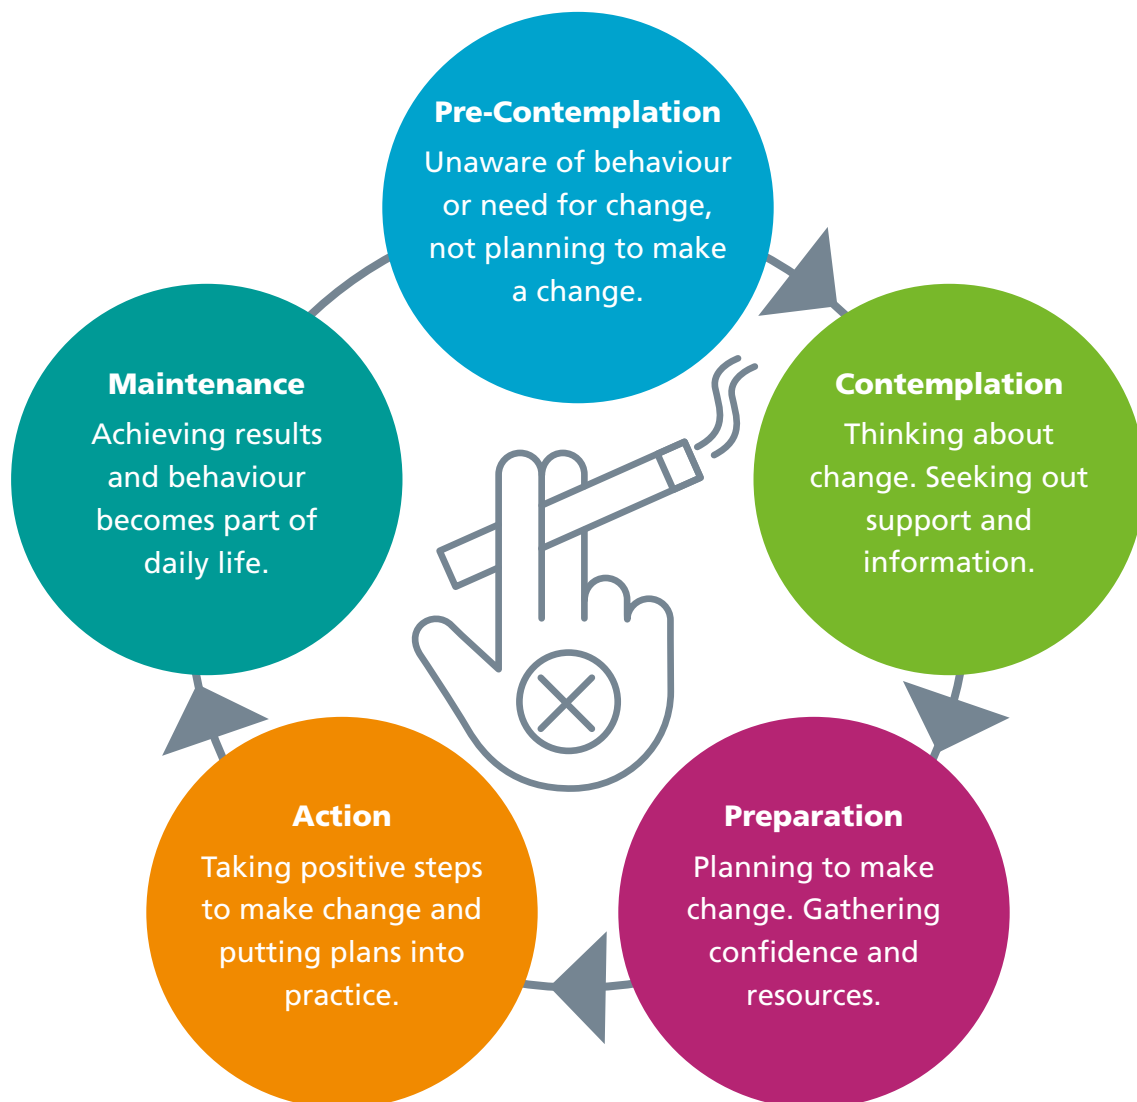 Pre-Contemplation
Unaware of behaviour
or need for change,
not planning to make
a change.
Contemplation
Thinking about
change. Seeking out
support and
information.
Preparation
Planning to make
change. Gathering
confidence and
resources.
Action
Taking positive steps
to make change and
putting plans into
practice.
Maintenance
Achieving results
and behaviour
becomes part of
daily life.